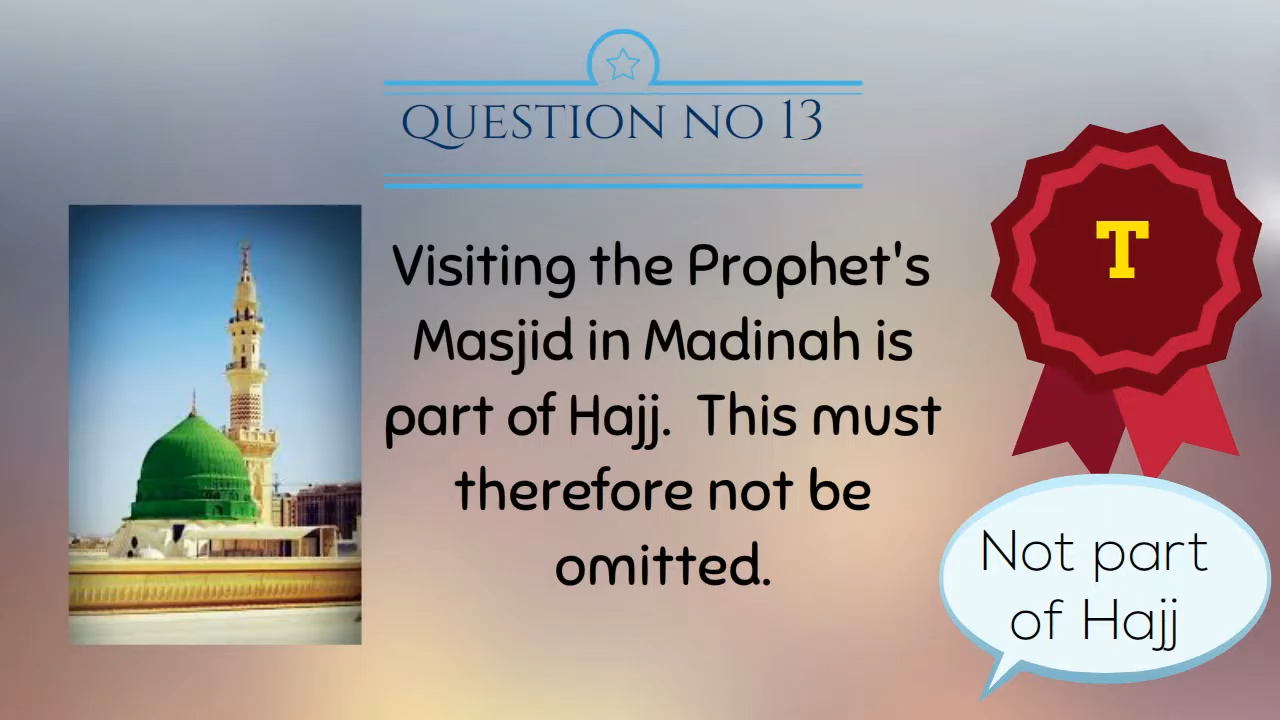 QUESTION NO 13
Visiting the Prophet's
Masjid in Madinah is
part of Hajj. This must
therefore not be
omitted.
T
Not part
of Hajj